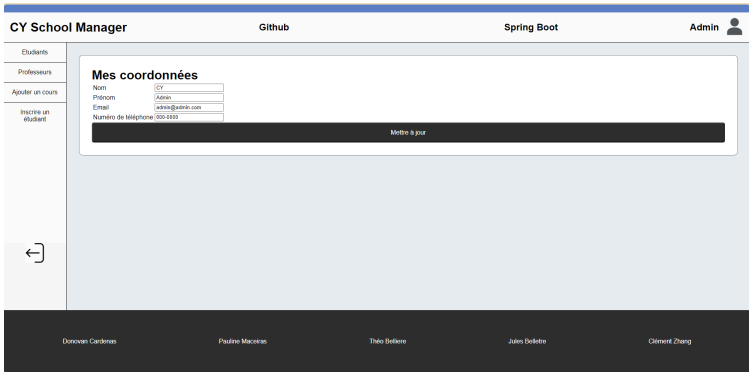 CY School Manager
Github
Spring Boot
Admin
Etudiants
Professeurs
Ajouter un cours
Inscrire un
étudiant
Mes coordonnées
Nom CY
Prénom Admin
Email admin@admin.com
Numéro de téléphone 000-0000
Mettre à jour
Donovan Cardenas
Pauline Maceiras
Théo Belliere
Jules Belletre
Clément Zhang